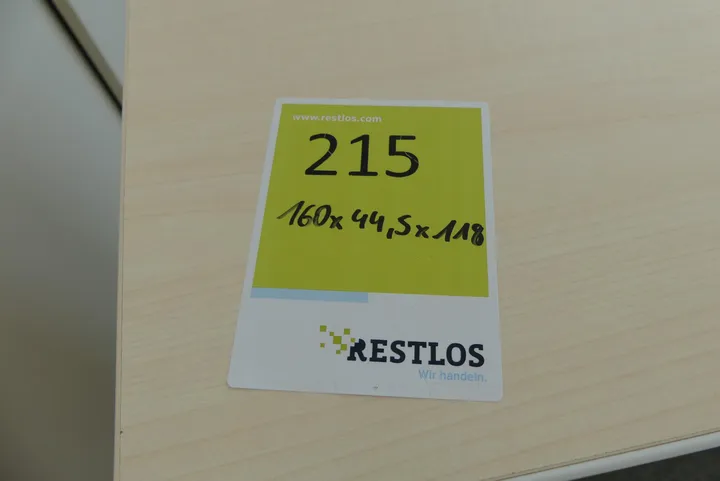 www.restlos.com
215
160x44,5x118
RESTLOS
Wir handeln.